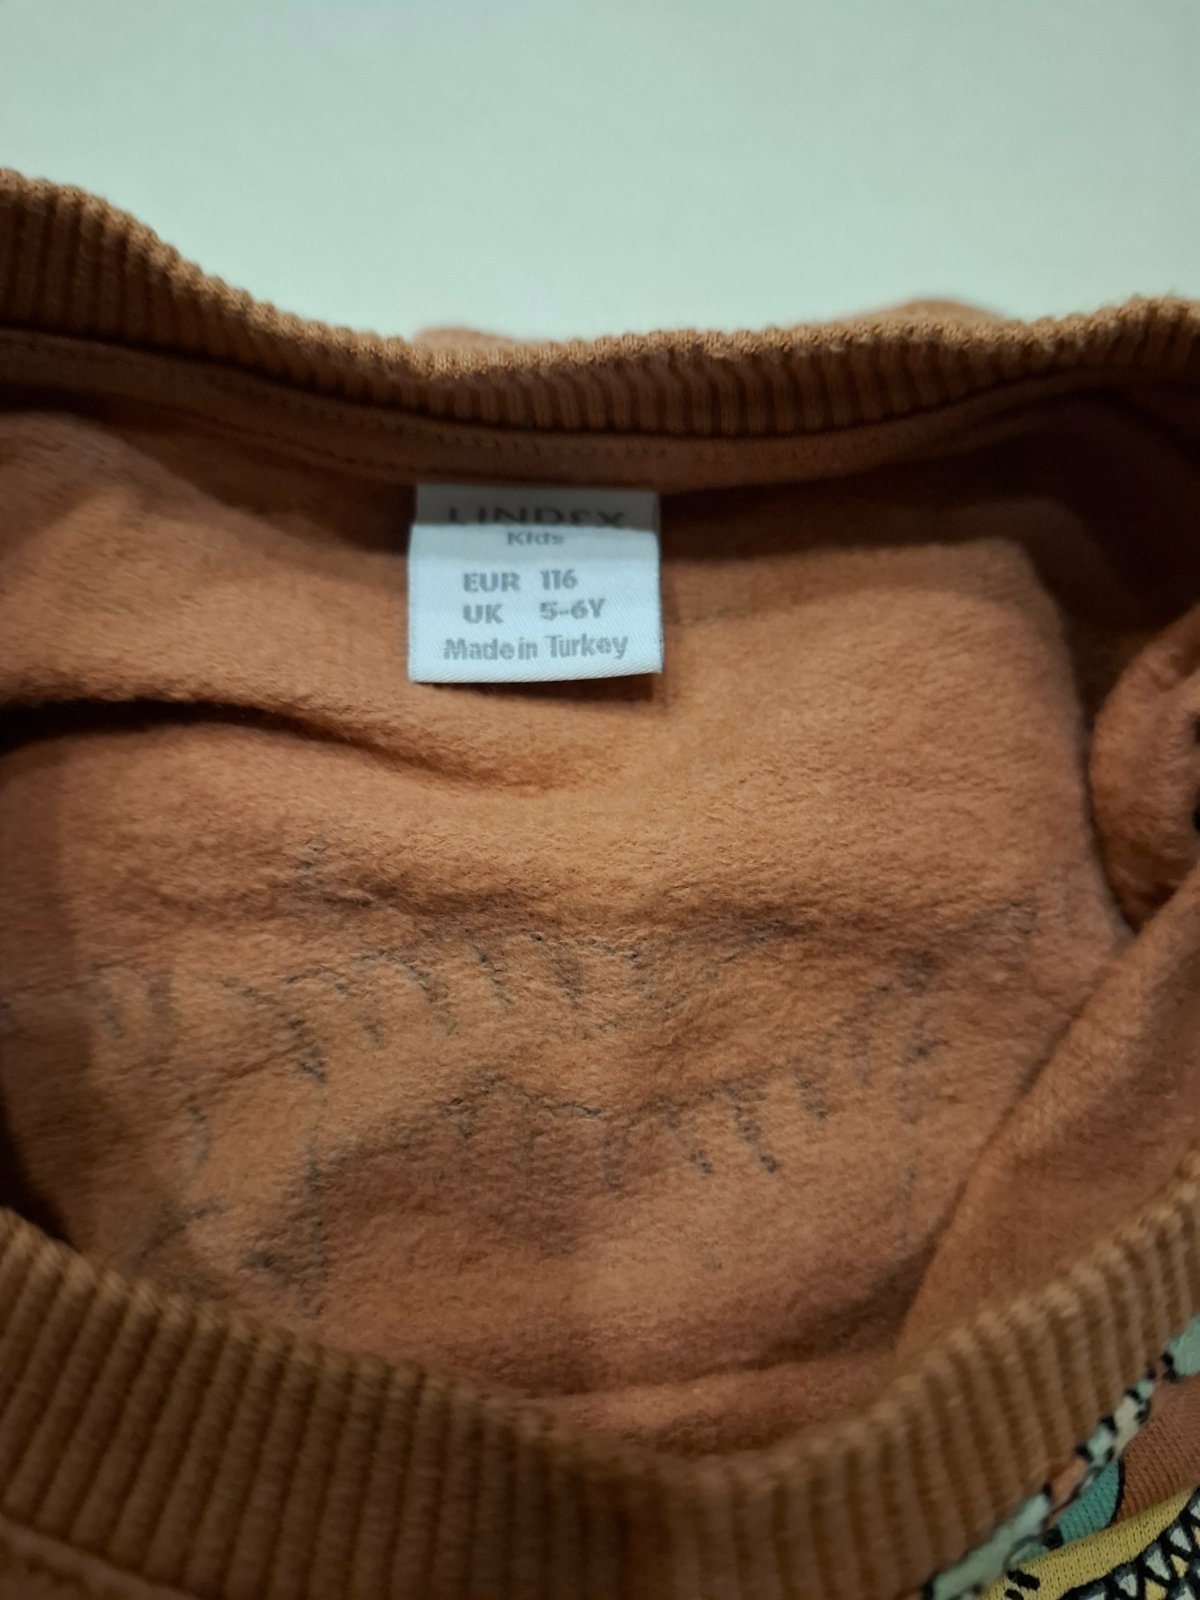 LINDEX
Kids
EUR 116
UK 5-6Y
Made in Turkey